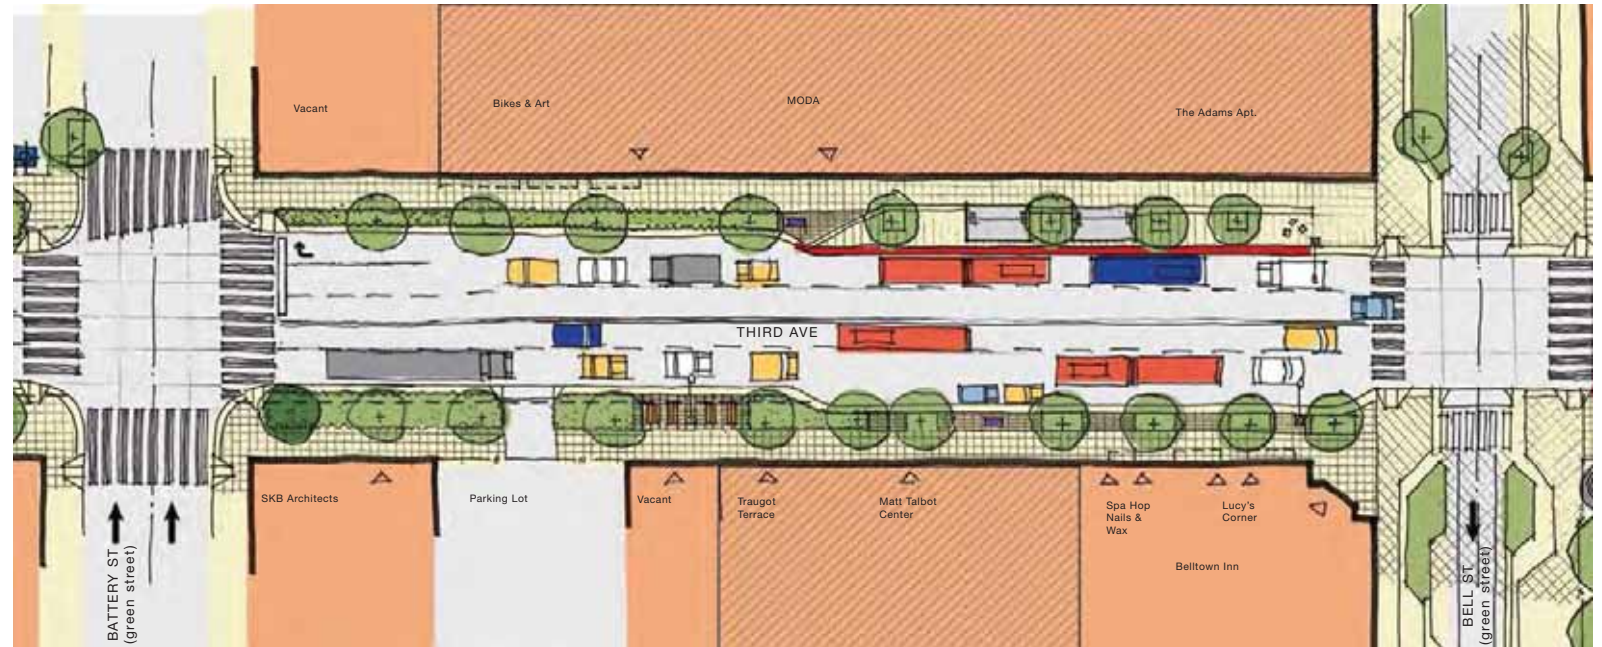 Vacant
Bikes & Art
MODA
The Adams Apt.
THIRD AVE
SKB Architects
Parking Lot
Vacant
Traugot
Terrace
Matt Talbot
Center
Spa Hop
Nails &
Wax
Lucy's
Corner
Belltown Inn
BATTERY ST
(green street)
BELL ST
(green street)